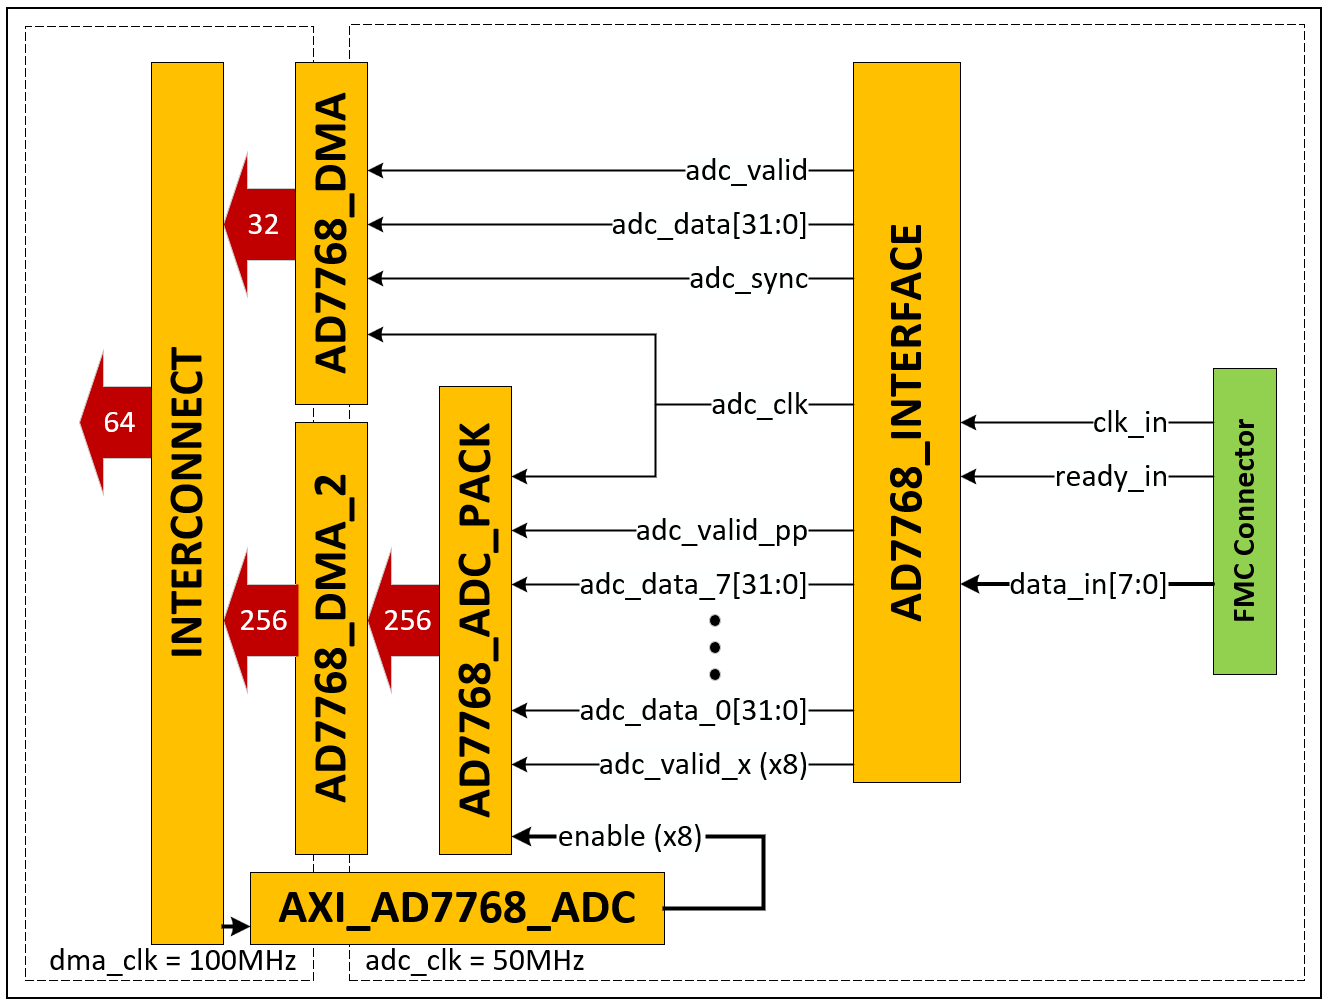 INTERCONNECT
AD7768_DMA
AD7768_INTERFACE
adc_valid
32
adc_data[31:0]
adc_sync
adc_clk
64
clk_in
FMC Connector
ready_in
AD7768_DMA_2
AD7768_ADC_PACK
adc_valid_pp
adc_data_7[31:0]
data_in[7:0]
256
256
adc_data_0[31:0]
adc_valid_x (x8)
enable (x8)
AXI_AD7768_ADC
dma_clk = 100MHz
adc_clk = 50MHz